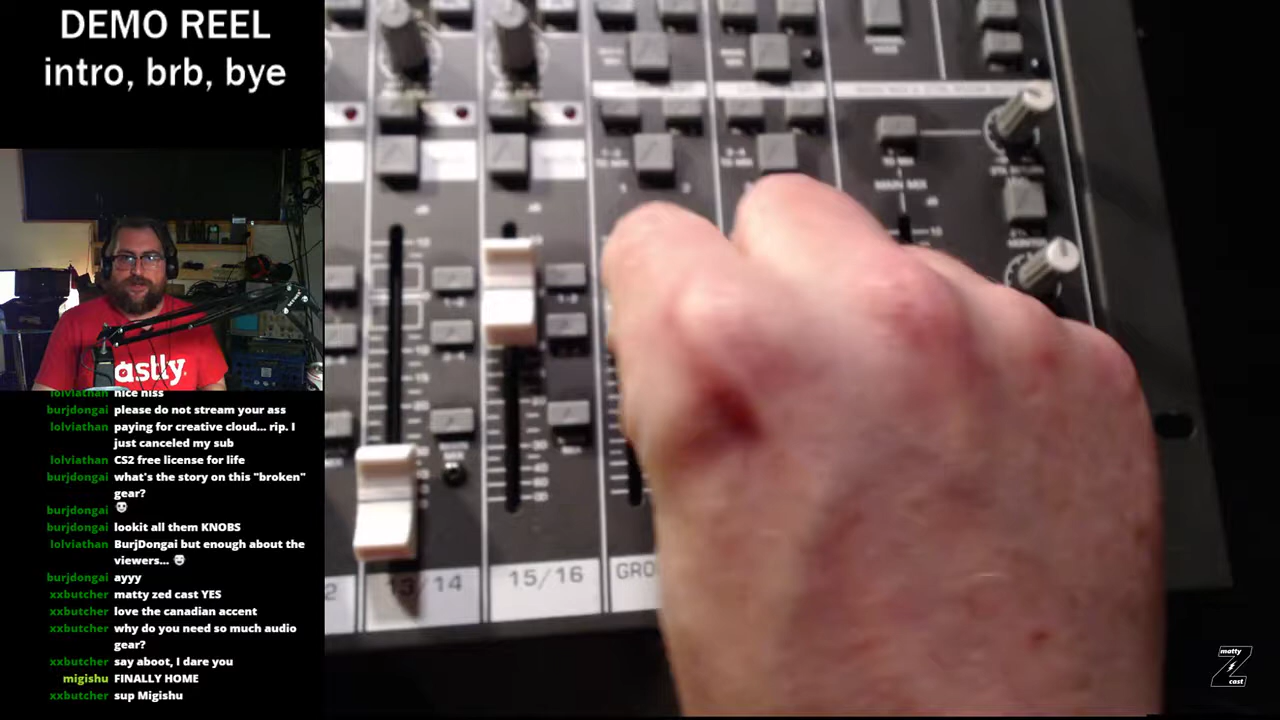 DEMO REEL
intro, brb, bye
astly.
lolviathan nice hiss
burjdongai please do not stream your ass
lolviathan paying for creative cloud... rip. I
just canceled my sub
lolviathan CS2 free license for life
burjdongai what's the story on this "broken"
gear?
burjdongai
burjdongai lookit all them KNOBS
lolviathan BurjDongai but enough about the
viewers...
burjdongai ayyy
xxbutcher matty zed cast YES
xxbutcher love the canadian accent
xxbutcher why do you need so much audio
gear?
xxbutcher say aboot, I dare you
migishu FINALLY HOME
xxbutcher sup Migishu
TO MIX
MAIN MIX
2
13/14
15/16
GRO
matty
Z
cast